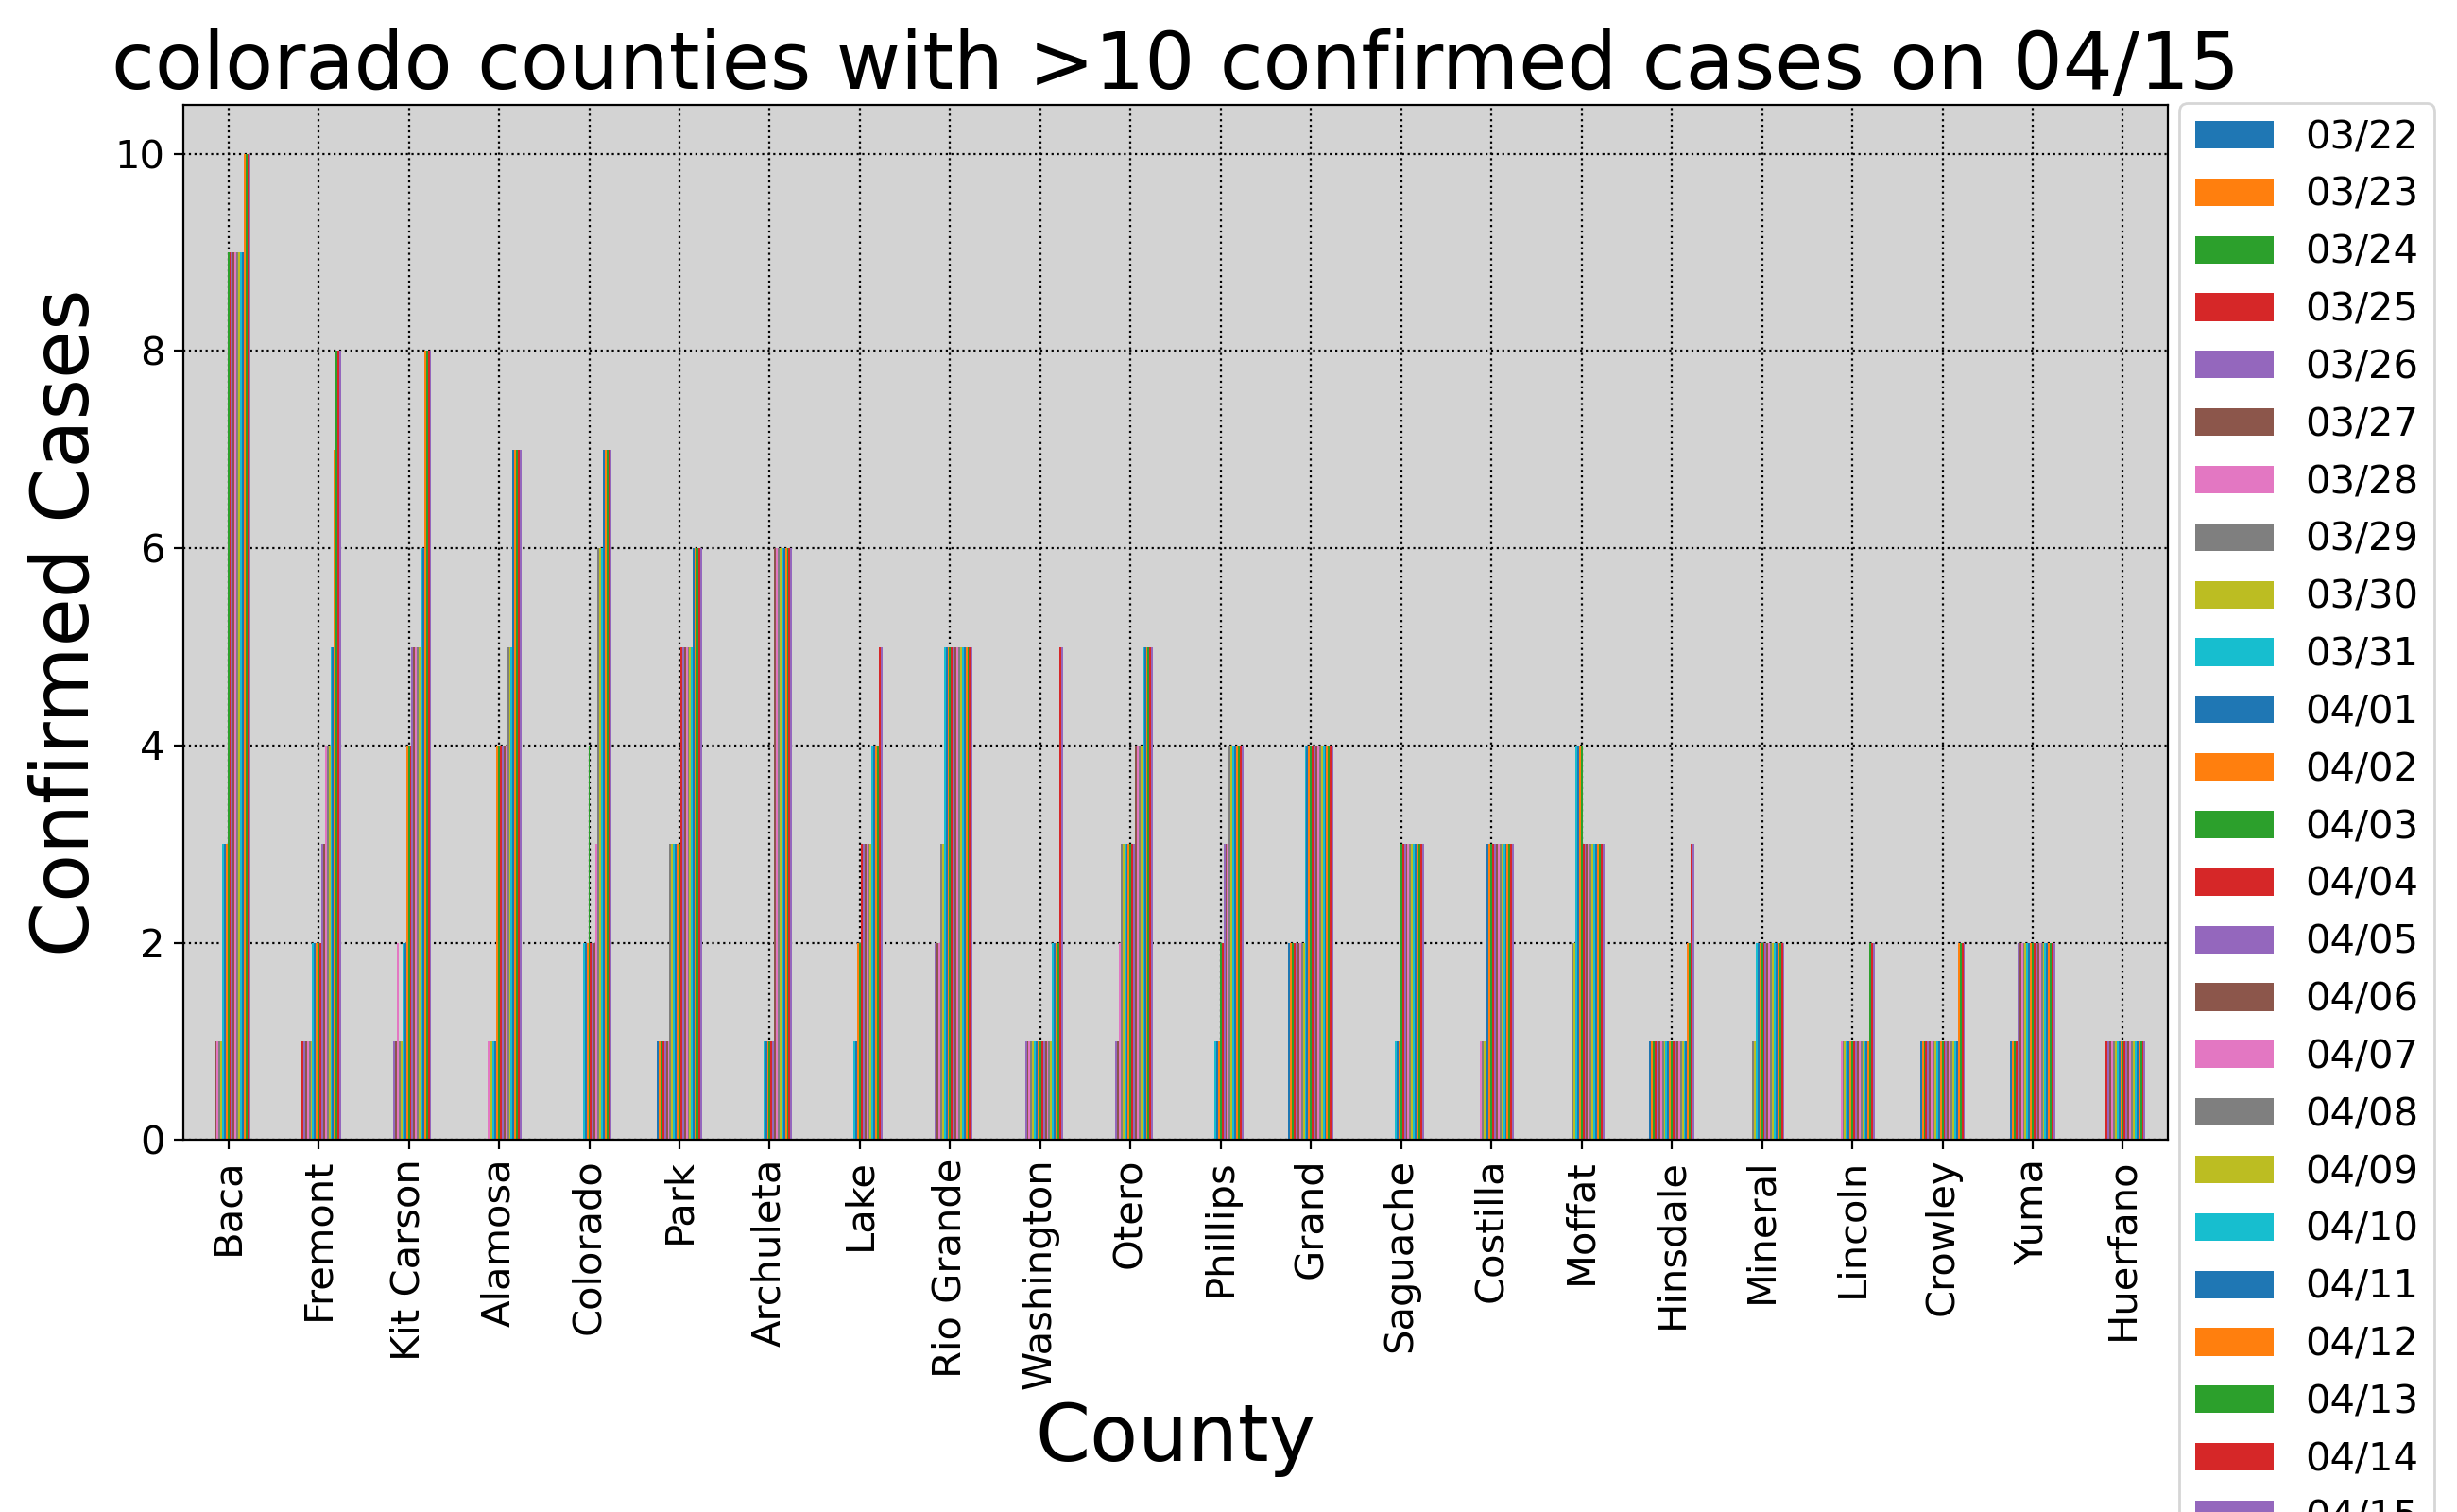 colorado counties with >10 confirmed cases on 04/15
Confirmed Cases
10
8
6
4
2
0
Baca
Fremont
Kit Carson
Alamosa
Colorado
Park
Archuleta
Lake
Rio Grande
Washington
Otero
Phillips
Grand
Saguache
Costilla
Moffat
Hinsdale
Mineral
Lincoln
Crowley
Yuma
Huerfano
County
03/22
03/23
03/24
03/25
03/26
03/27
03/28
03/29
03/30
03/31
04/01
04/02
04/03
04/04
04/05
04/06
04/07
04/08
04/09
04/10
04/11
04/12
04/13
04/14
04/15